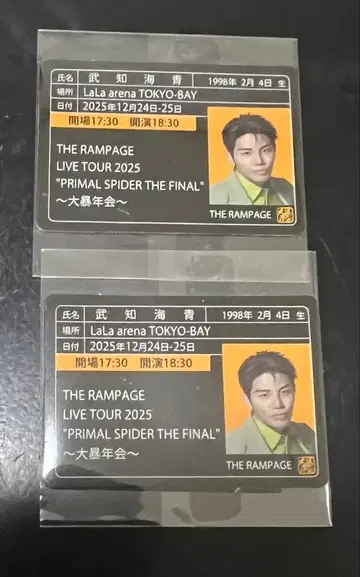 氏名 武知海青 1998年 2月 4日 生
場所 LaLa arena TOKYO-BAY
日付 2025年12月24日-25日
開場17:30 開演18:30
THE RAMPAGE
LIVE TOUR 2025
"PRIMAL SPIDER THE FINAL"
〜大暴年会〜
THE RAMPAGE
氏名 武知海青 1998年 2月 4日 生
場所 LaLa arena TOKYO-BAY
日付 2025年12月24日-25日
開場17:30 開演18:30
THE RAMPAGE
LIVE TOUR 2025
"PRIMAL SPIDER THE FINAL"
〜大暴年会〜
THE RAMPAGE